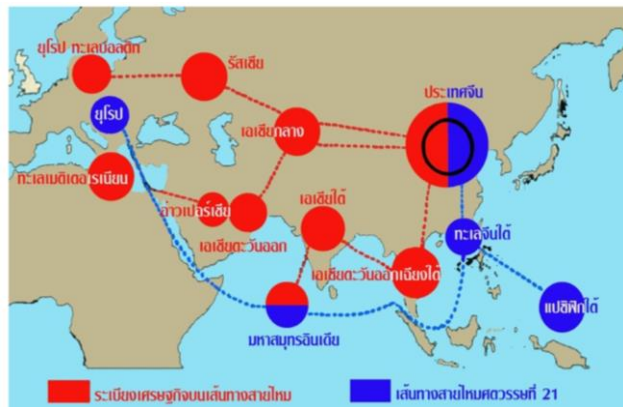 ยุโรป ทะเลบอลติก
รัสเซีย
ประเทศจีน
ยุโรป
เอเชียกลาง
ทะเลเมดิเตอเรเนียน
อ่าวเปอร์เซีย
เอเชียใต้
เอเชียตะวันออก
ทะเลจีนใต้
เอเชียตะวันออกเฉียงใต้
แปซิฟิกใต้
มหาสมุทรอินเดีย
ระเบียงเศรษฐกิจบนเส้นทางสายไหม
เส้นทางสายไหมศตวรรษที่ 21